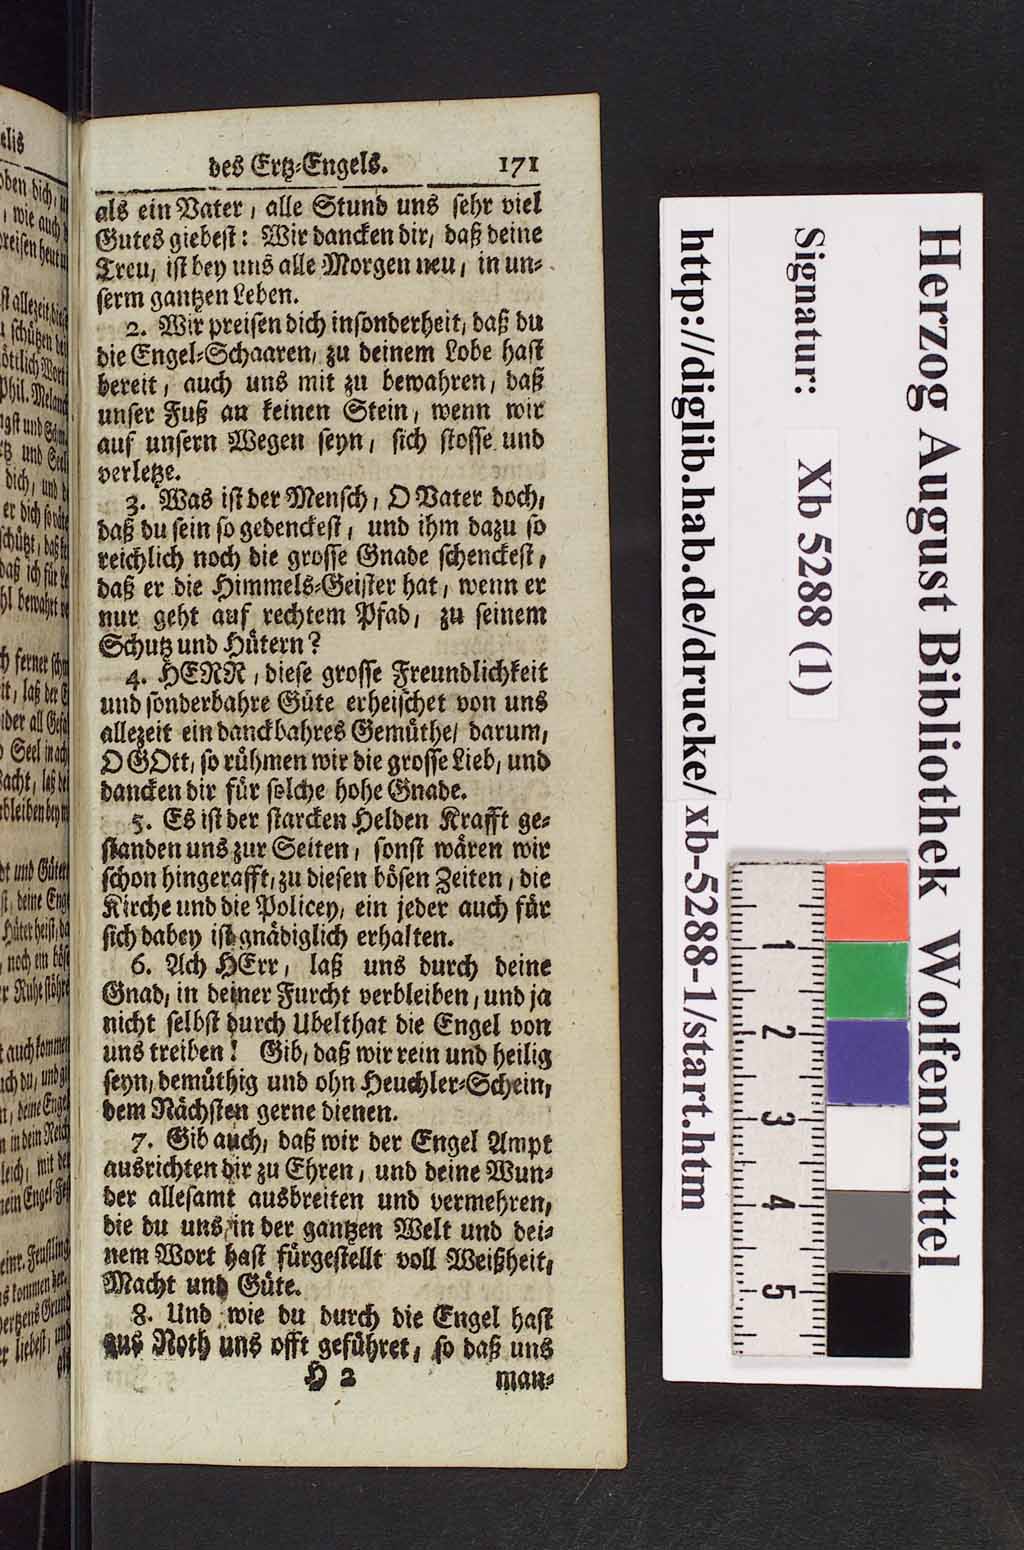 des Ertz-Engels. 171
als ein Vater, alle Stund uns sehr viel
Gutes giebest: Wir dancken dir, daß deine
Treu, ist bey uns alle Morgen neu, in un-
serm gantzen Leben.
2. Wir preisen dich insonderheit, daß du
die Engel-Schaaren, zu deinem Lobe hast
bereit, auch uns mit zu bewahren, daß
unser Fuß an keinen Stein, wenn wir
auf unsern Wegen seyn, sich stosse und
verletze.
3. Was ist der Mensch, O Vater doch,
daß du sein so gedenckest, und ihm dazu so
reichlich noch die grosse Gnade schenckest,
daß er die Himmels-Geister hat, wenn er
nur geht auf rechtem Pfad, zu seinem
Schutz und Hütern?
4. HERR, diese grosse Freundlichkeit
und sonderbahre Güte erheischet von uns
allezeit ein danckbahres Gemüthe, darum,
O GOtt, so rühmen wir die grosse Lieb, und
dancken dir für solche hohe Gnade.
5. Es ist der starcken Helden Krafft ge-
standen uns zur Seiten, sonst wären wir
schon hingerafft, zu diesen bösen Zeiten, die
Kirche und die Policey, ein jeder auch für
sich dabey ist gnädiglich erhalten.
6. Ach HErr, laß uns durch deine
Gnad, in deiner Furcht verbleiben, und ja
nicht selbst durch Ubelthat die Engel von
uns treiben! Gib, daß wir rein und heilig
seyn, demüthig und ohn Heuchler-Schein,
dem Nächsten gerne dienen.
7. Gib auch, daß wir der Engel Ampt
ausrichten dir zu Ehren, und deine Wun-
der allesamt ausbreiten und vermehren,
die du uns in der gantzen Welt und dei-
nem Wort hast fürgestellt voll Weißheit,
Macht und Güte.
8. Und wie du durch die Engel hast
aus Noth uns offt geführet, so daß uns
H 2 man-
Herzog August Bibliothek Wolfenbüttel
Signatur: Xb 5288 (1)
http://diglib.hab.de/drucke/xb-5288-1/start.htm
1
2
3
4
5